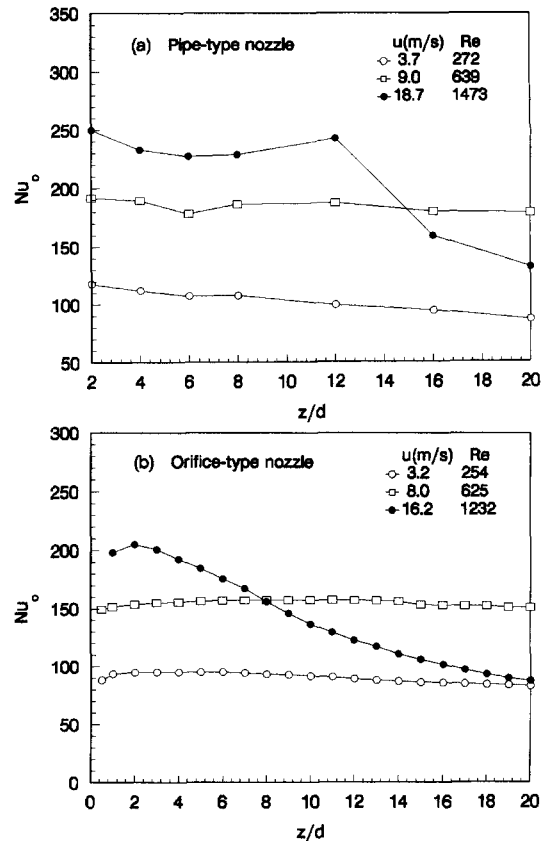 350
(a) Pipe-type nozzle
u(m/s) Re
3.7 272
9.0 639
18.7 1473
300
250
200
150
100
50
Nu₀
2 4 6 8 10 12 14 16 18 20
z/d
300
(b) Orifice-type nozzle
u(m/s) Re
3.2 254
8.0 625
16.2 1232
250
200
150
100
50
0
Nu₀
0 2 4 6 8 10 12 14 16 18 20
z/d